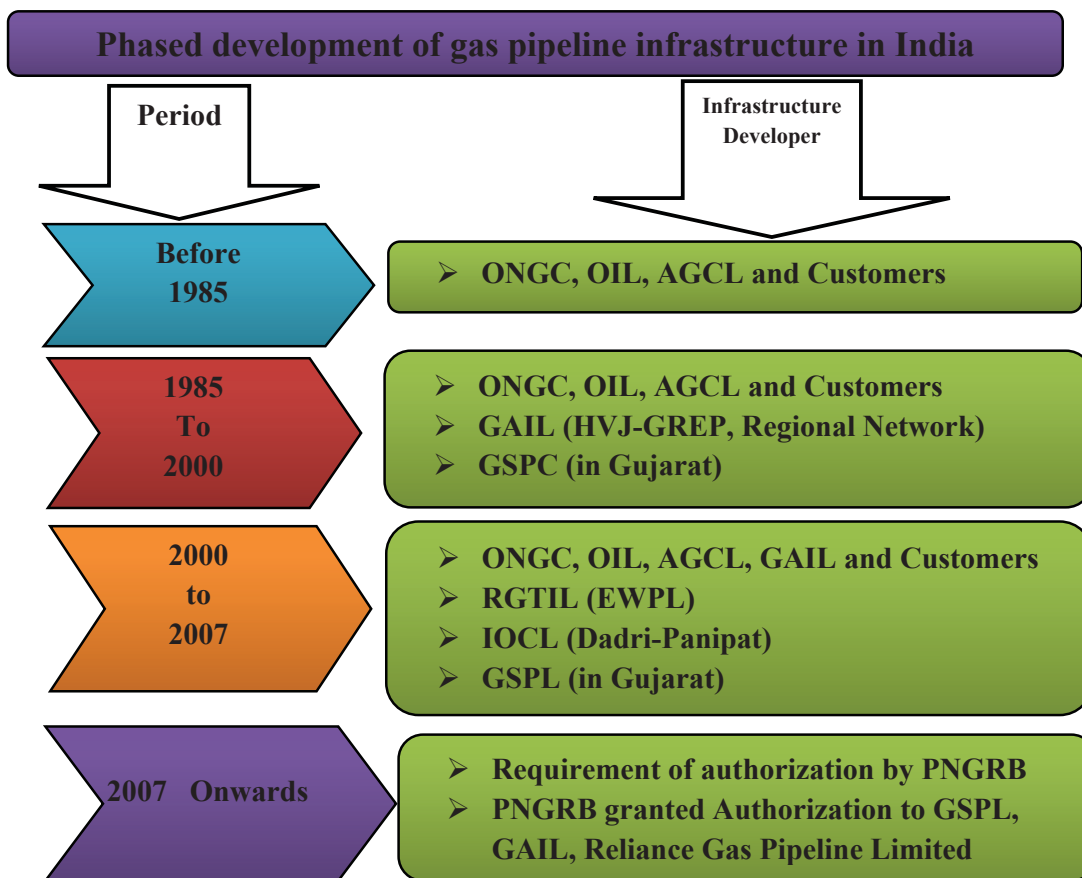 Phased development of gas pipeline infrastructure in India
Period
Infrastructure
Developer
Before
1985
➢ ONGC, OIL, AGCL and Customers
1985
To
2000
➢ ONGC, OIL, AGCL and Customers
➢ GAIL (HVJ-GREP, Regional Network)
➢ GSPC (in Gujarat)
2000
to
2007
➢ ONGC, OIL, AGCL, GAIL and Customers
➢ RGTIL (EWPL)
➢ IOCL (Dadri-Panipat)
➢ GSPL (in Gujarat)
2007 Onwards
➢ Requirement of authorization by PNGRB
➢ PNGRB granted Authorization to GSPL,
GAIL, Reliance Gas Pipeline Limited